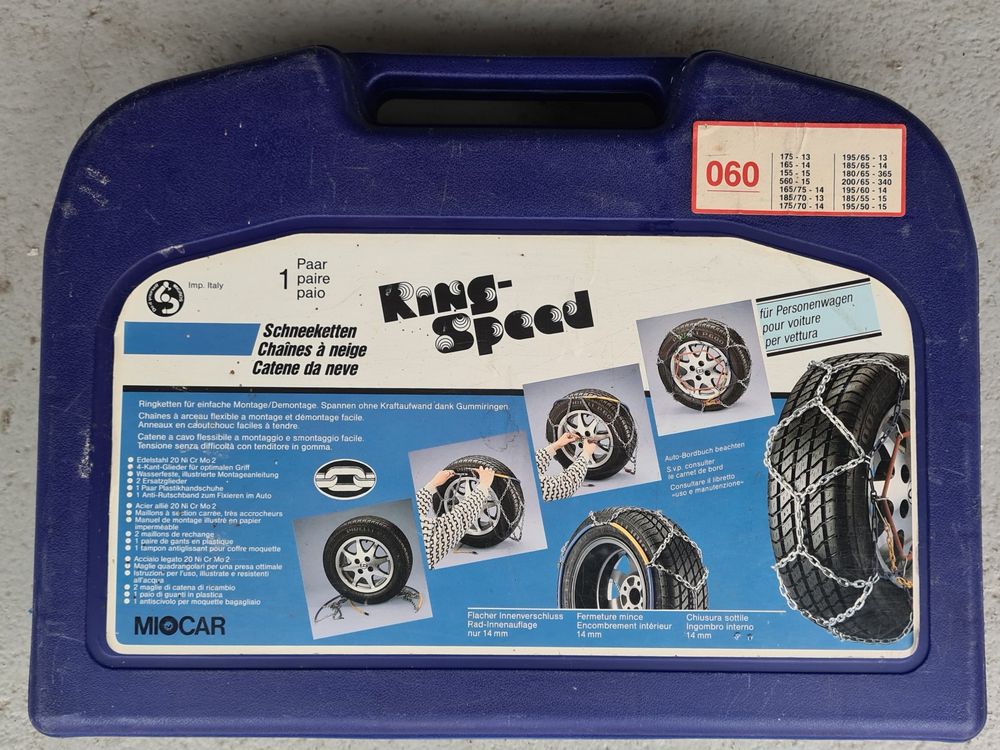 060
175 - 13
165 - 14
155 - 15
560 - 15
165/75 - 14
185/70 - 13
175/70 - 14
195/65 - 13
185/65 - 14
180/65 - 365
200/65 - 340
195/60 - 14
185/55 - 15
195/50 - 15
Imp. Italy
1
Paar
paire
paio
Ring-
Speed
Schneeketten
Chaînes à neige
Catene da neve
für Personenwagen
pour voiture
per vettura
Ringketten für einfache Montage/Demontage. Spannen ohne Kraftaufwand dank Gummiringen.
Chaînes à arceau flexible a montage et démontage facile.
Anneaux en caoutchouc faciles à tendre.
Catene a cavo flessibile a montaggio e smontaggio facile.
Tensione senza difficoltà con tenditore in gomma.
Edelstahl 20 Ni Cr Mo 2
4-Kant-Glieder für optimalen Griff
Wasserfeste, illustrierte Montageanleitung
2 Ersatzglieder
1 Paar Plastikhandschuhe
1 Anti-Rutschband zum Fixieren im Auto
Acier allié 20 Ni Cr Mo 2
Maillons à section carrée, très accrocheurs
Manuel de montage illustré en papier
imperméable
2 maillons de rechange
1 paire de gants en plastique
1 tampon antiglissant pour coffre moquette
Acciaio legato 20 Ni Cr Mo 2
Maglie quadrangolari per una presa ottimale
Istruzioni per l'uso, illustrate e resistenti
all'acqua
2 maglie di catena di ricambio
1 paio di guanti in plastica
1 antiscivolo per moquette bagagliaio
Auto-Bordbuch beachten
S.v.p. consulter
le carnet de bord
Consultare il libretto
«uso e manutenzione»
MIOCAR
Flacher Innenverschluss
Rad-Innenauflage
nur 14 mm
Fermeture mince
Encombrement intérieur
14 mm
Chiusura sottile
Ingombro interno
14 mm